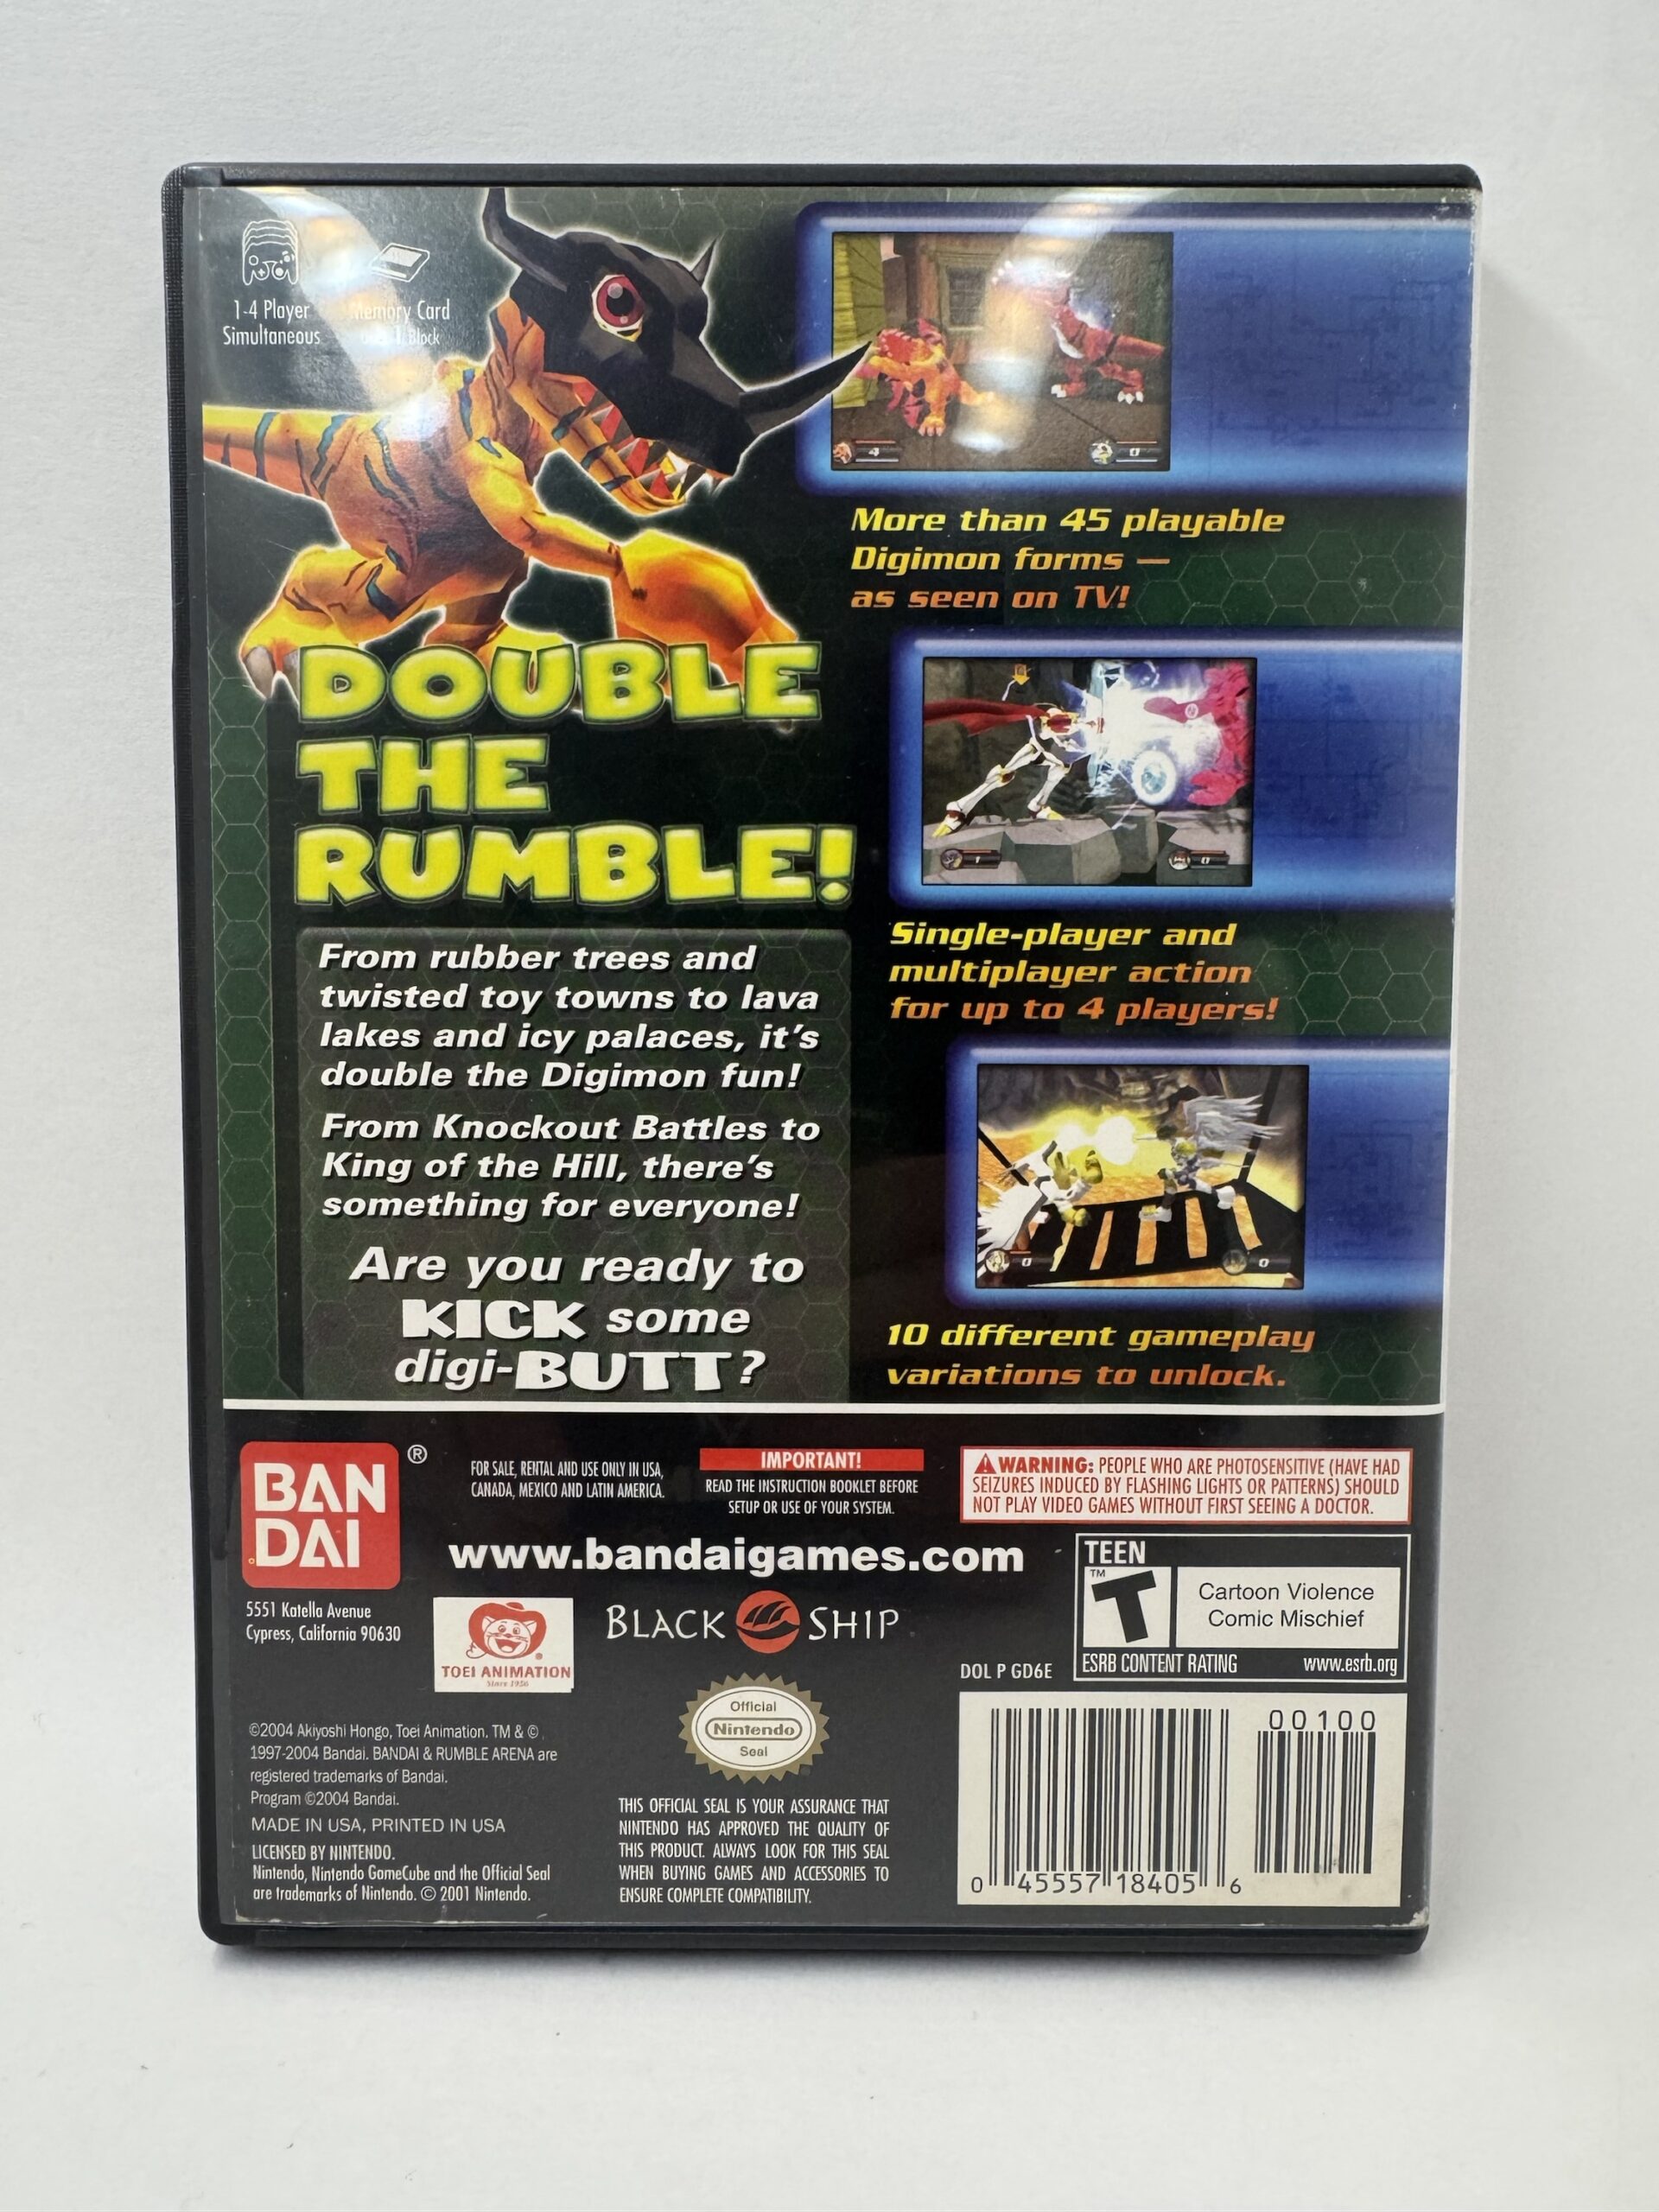 1-4 Player
Simultaneous
Memory Card
Block
More than 45 playable
Digimon forms —
as seen on TV!
DOUBLE
THE
RUMBLE!
From rubber trees and
twisted toy towns to lava
lakes and icy palaces, it's
double the Digimon fun!
From Knockout Battles to
King of the Hill, there's
something for everyone!
Are you ready to
KICK some
digi-BUTT?
4
0
1
0
Single-player and
multiplayer action
for up to 4 players!
0
0
10 different gameplay
variations to unlock.
BAN
DAI
®
5551 Katella Avenue
Cypress, California 90630
FOR SALE, RENTAL AND USE ONLY IN USA,
CANADA, MEXICO AND LATIN AMERICA.
IMPORTANT!
READ THE INSTRUCTION BOOKLET BEFORE
SETUP OR USE OF YOUR SYSTEM.
WARNING: PEOPLE WHO ARE PHOTOSENSITIVE (HAVE HAD
SEIZURES INDUCED BY FLASHING LIGHTS OR PATTERNS) SHOULD
NOT PLAY VIDEO GAMES WITHOUT FIRST SEEING A DOCTOR.
www.bandaigames.com
TOEI ANIMATION
Since 1956
BLACK SHIP
TEEN
T
TM
Cartoon Violence
Comic Mischief
ESRB CONTENT RATING www.esrb.org
DOL P GD6E
©2004 Akiyoshi Hongo, Toei Animation. TM & ©
1997-2004 Bandai. BANDAI & RUMBLE ARENA are
registered trademarks of Bandai.
Program ©2004 Bandai.
MADE IN USA, PRINTED IN USA
LICENSED BY NINTENDO.
Nintendo, Nintendo GameCube and the Official Seal
are trademarks of Nintendo. © 2001 Nintendo.
Official
Nintendo
Seal
THIS OFFICIAL SEAL IS YOUR ASSURANCE THAT
NINTENDO HAS APPROVED THE QUALITY OF
THIS PRODUCT. ALWAYS LOOK FOR THIS SEAL
WHEN BUYING GAMES AND ACCESSORIES TO
ENSURE COMPLETE COMPATIBILITY.
00100
0 45557 18405 6